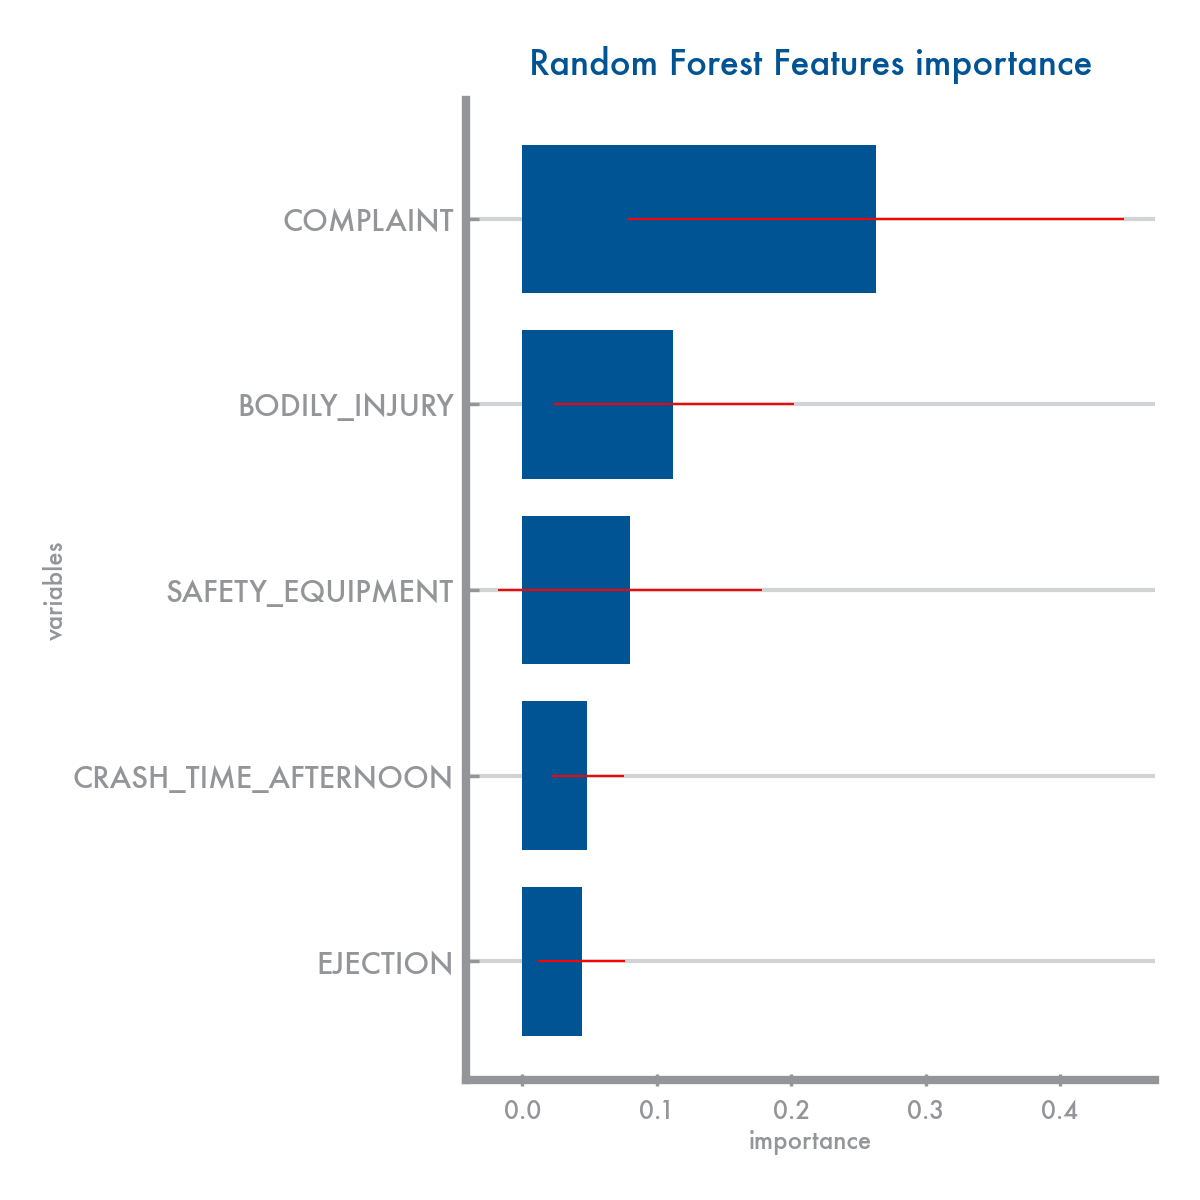 Random Forest Features importance
COMPLAINT
BODILY_INJURY
SAFETY_EQUIPMENT
CRASH_TIME_AFTERNOON
EJECTION
variables
0.0 0.1 0.2 0.3 0.4
importance